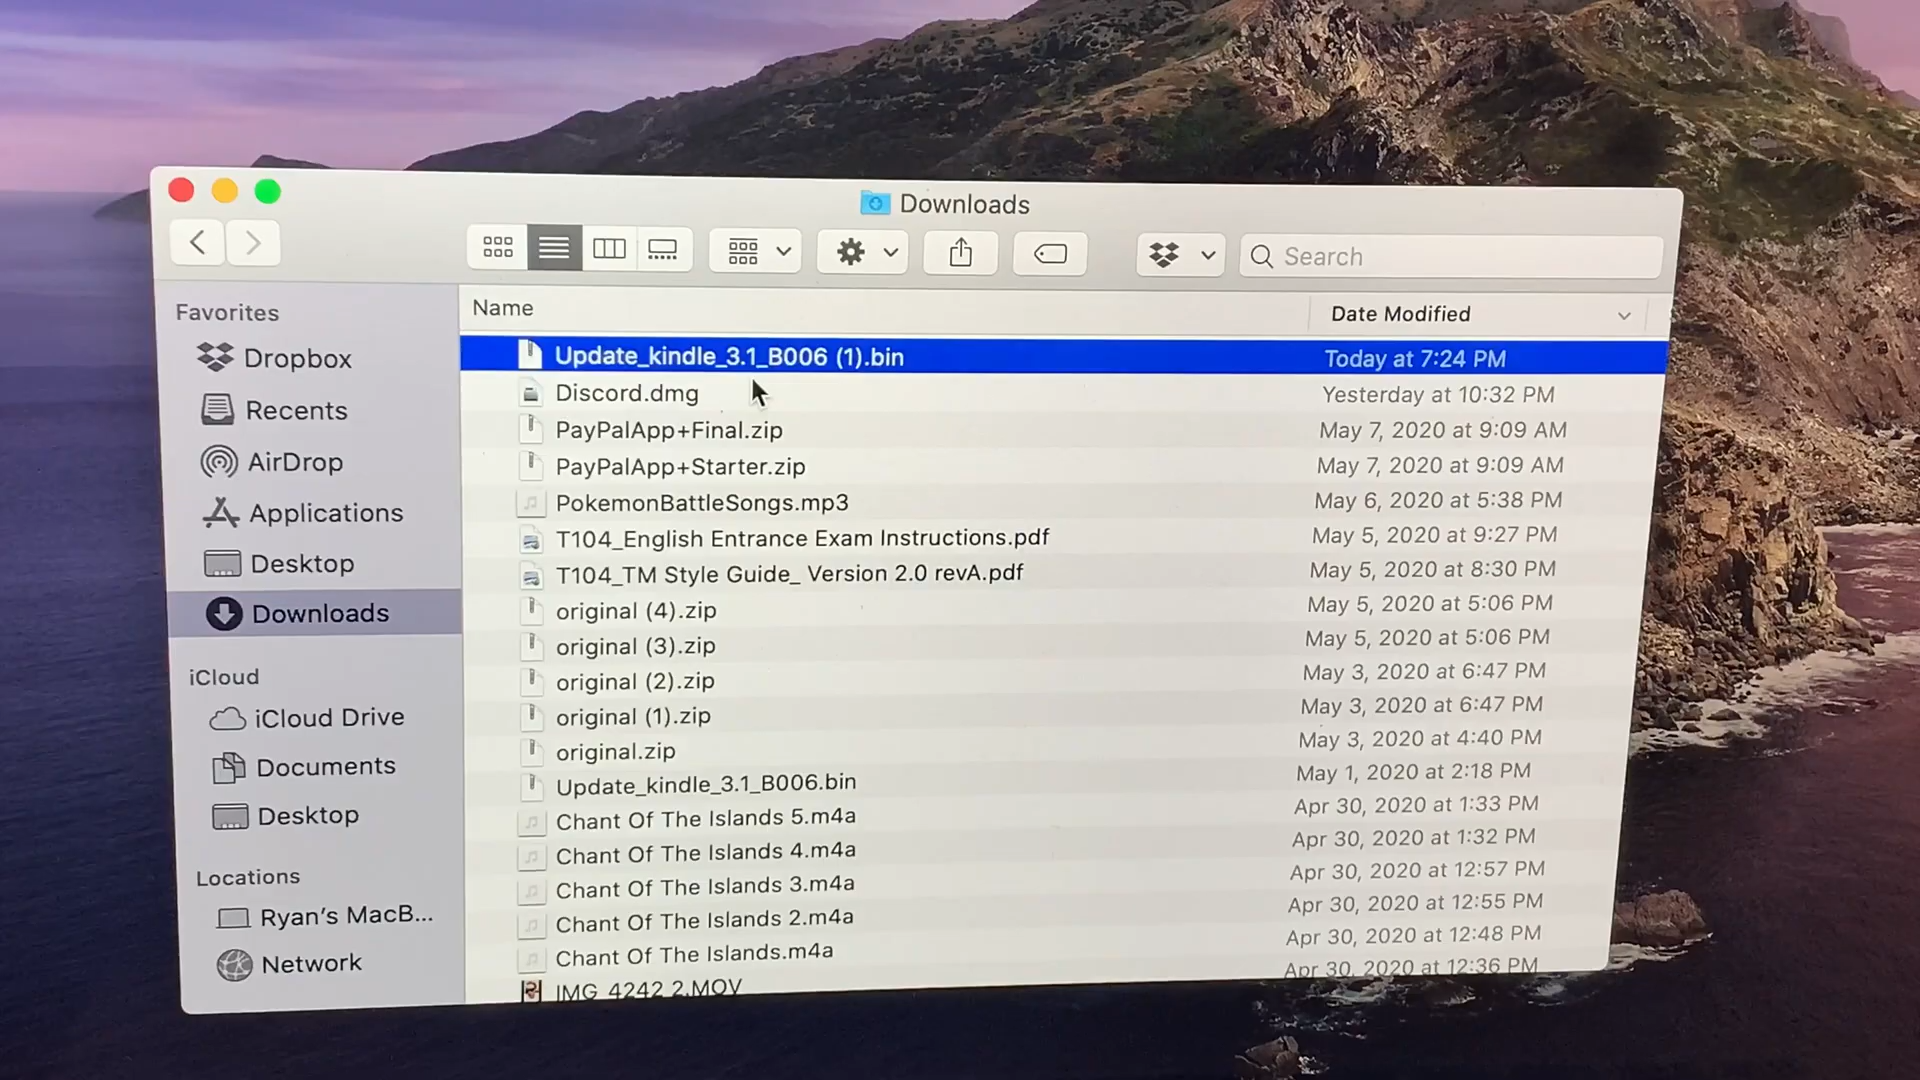 Downloads
Search
Favorites
Dropbox
Recents
AirDrop
Applications
Desktop
Downloads
iCloud
iCloud Drive
Documents
Desktop
Locations
Ryan's MacB...
Network
Name Date Modified
Update_kindle_3.1_B006 (1).bin Today at 7:24 PM
Discord.dmg Yesterday at 10:32 PM
PayPalApp+Final.zip May 7, 2020 at 9:09 AM
PayPalApp+Starter.zip May 7, 2020 at 9:09 AM
PokemonBattleSongs.mp3 May 6, 2020 at 5:38 PM
T104_English Entrance Exam Instructions.pdf May 5, 2020 at 9:27 PM
T104_TM Style Guide_ Version 2.0 revA.pdf May 5, 2020 at 8:30 PM
original (4).zip May 5, 2020 at 5:06 PM
original (3).zip May 5, 2020 at 5:06 PM
original (2).zip May 3, 2020 at 6:47 PM
original (1).zip May 3, 2020 at 6:47 PM
original.zip May 3, 2020 at 4:40 PM
Update_kindle_3.1_B006.bin May 1, 2020 at 2:18 PM
Chant Of The Islands 5.m4a Apr 30, 2020 at 1:33 PM
Chant Of The Islands 4.m4a Apr 30, 2020 at 1:32 PM
Chant Of The Islands 3.m4a Apr 30, 2020 at 12:57 PM
Chant Of The Islands 2.m4a Apr 30, 2020 at 12:55 PM
Chant Of The Islands.m4a Apr 30, 2020 at 12:48 PM
IMG_4242 2.MOV Apr 30, 2020 at 12:36 PM